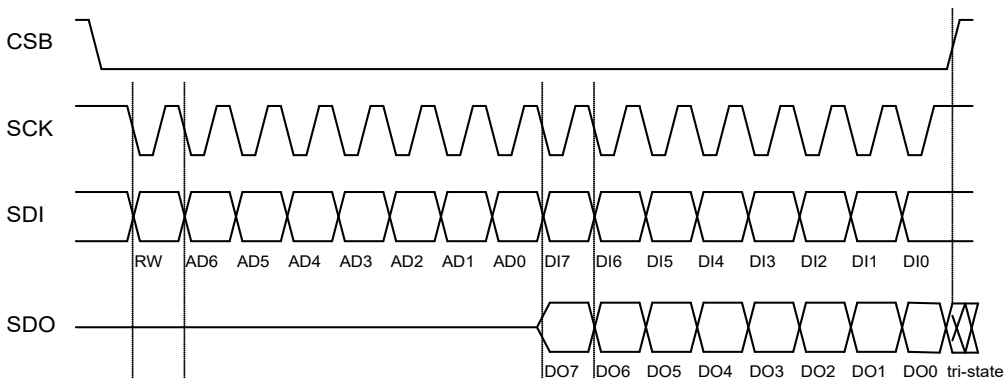 CSB
SCK
SDI
RW AD6 AD5 AD4 AD3 AD2 AD1 AD0 DI7 DI6 DI5 DI4 DI3 DI2 DI1 DI0
SDO
DO7 DO6 DO5 DO4 DO3 DO2 DO1 DO0 tri-state